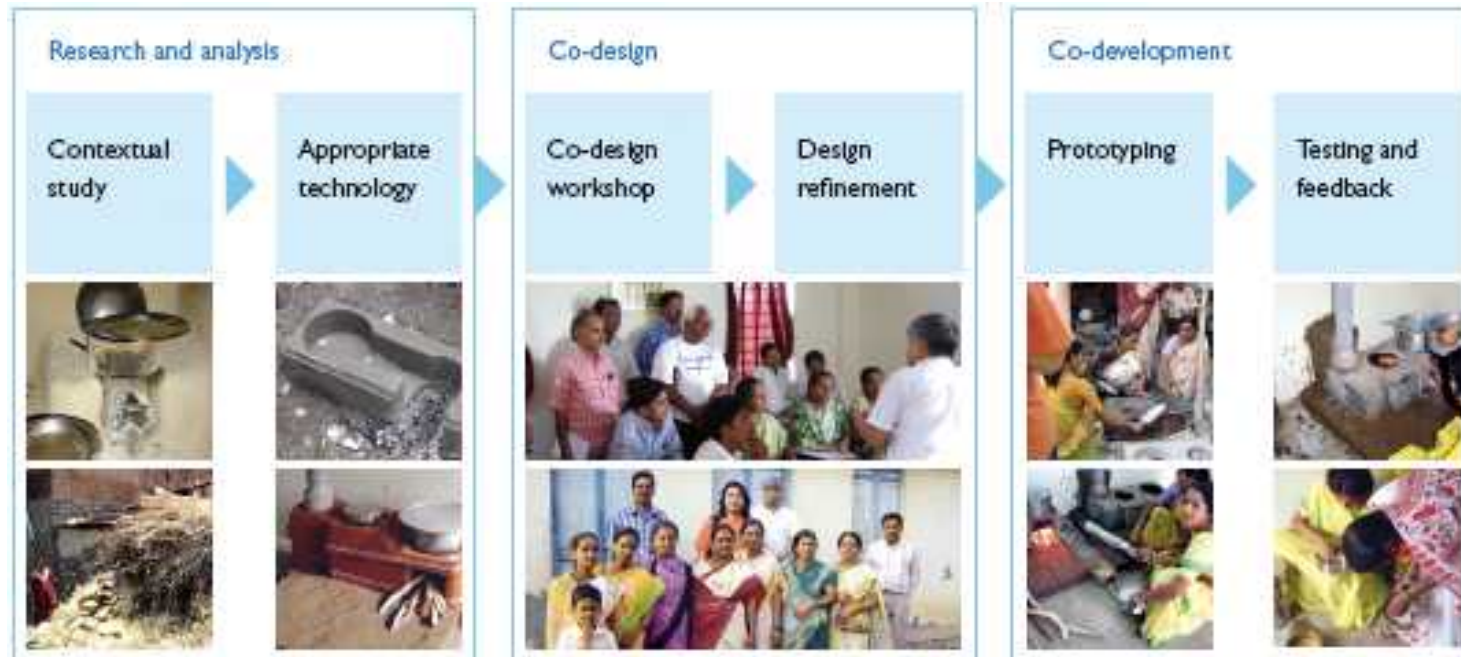 Research and analysis
Contextual
study
Appropriate
technology
Co-design
Co-design
workshop
Design
refinement
Co-development
Prototyping
Testing and
feedback